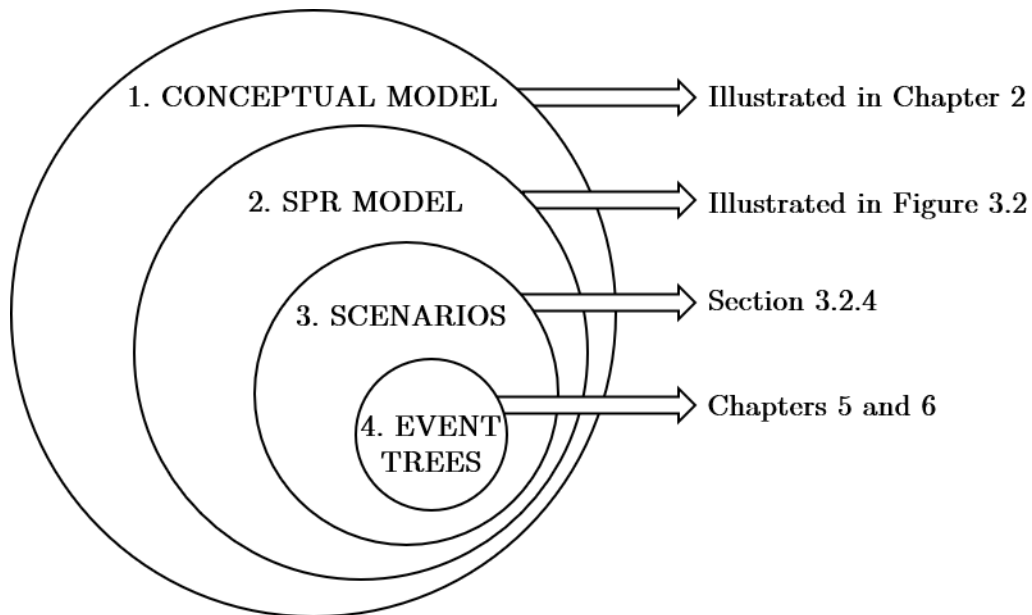 1. CONCEPTUAL MODEL
Illustrated in Chapter 2
2. SPR MODEL
Illustrated in Figure 3.2
3. SCENARIOS
Section 3.2.4
4. EVENT
TREES
Chapters 5 and 6